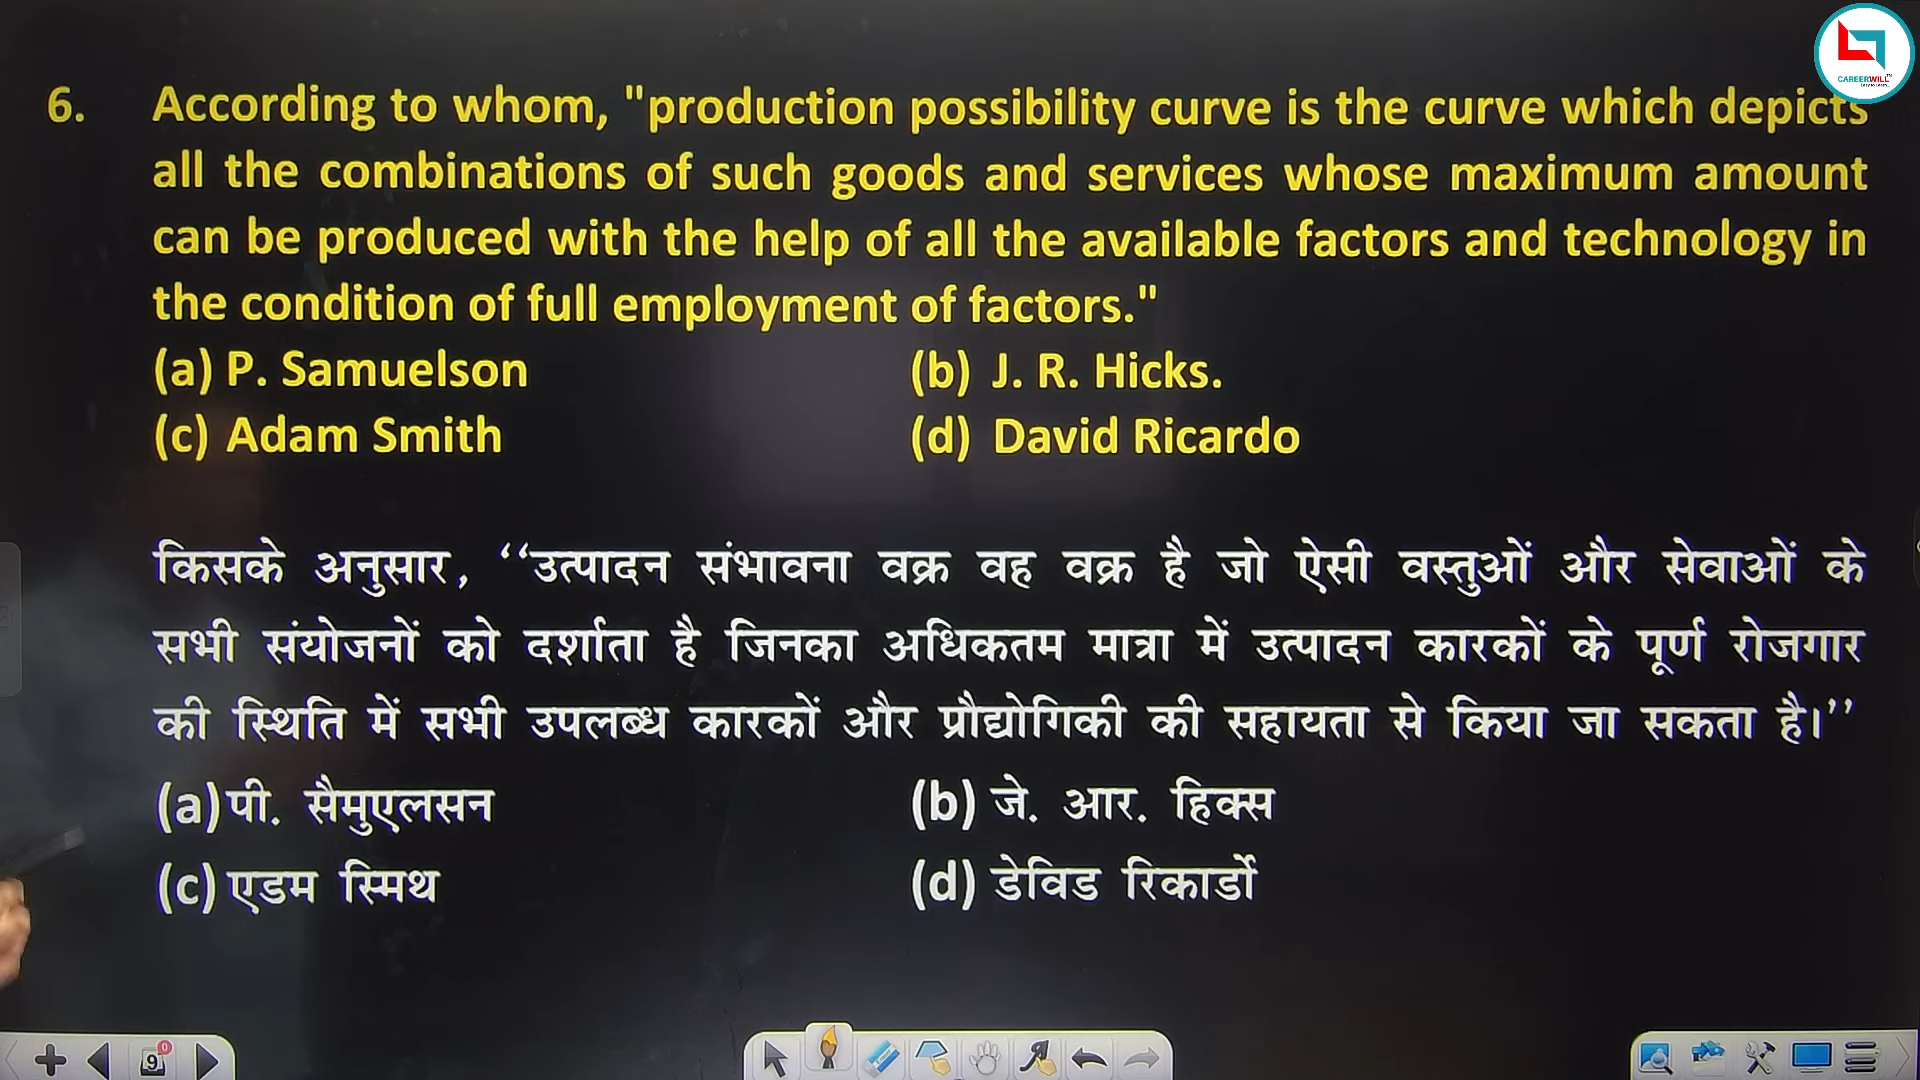 CAREERWILL
6. According to whom, "production possibility curve is the curve which depicts
all the combinations of such goods and services whose maximum amount
can be produced with the help of all the available factors and technology in
the condition of full employment of factors."
(a) P. Samuelson (b) J. R. Hicks.
(c) Adam Smith (d) David Ricardo
किसके अनुसार, ‘‘उत्पादन संभावना वक्र वह वक्र है जो ऐसी वस्तुओं और सेवाओं के
सभी संयोजनों को दर्शाता है जिनका अधिकतम मात्रा में उत्पादन कारकों के पूर्ण रोजगार
की स्थिति में सभी उपलब्ध कारकों और प्रौद्योगिकी की सहायता से किया जा सकता है।’’
(a) पी. सैमुएलसन (b) जे. आर. हिक्स
(c) एडम स्मिथ (d) डेविड रिकार्डो
9 0